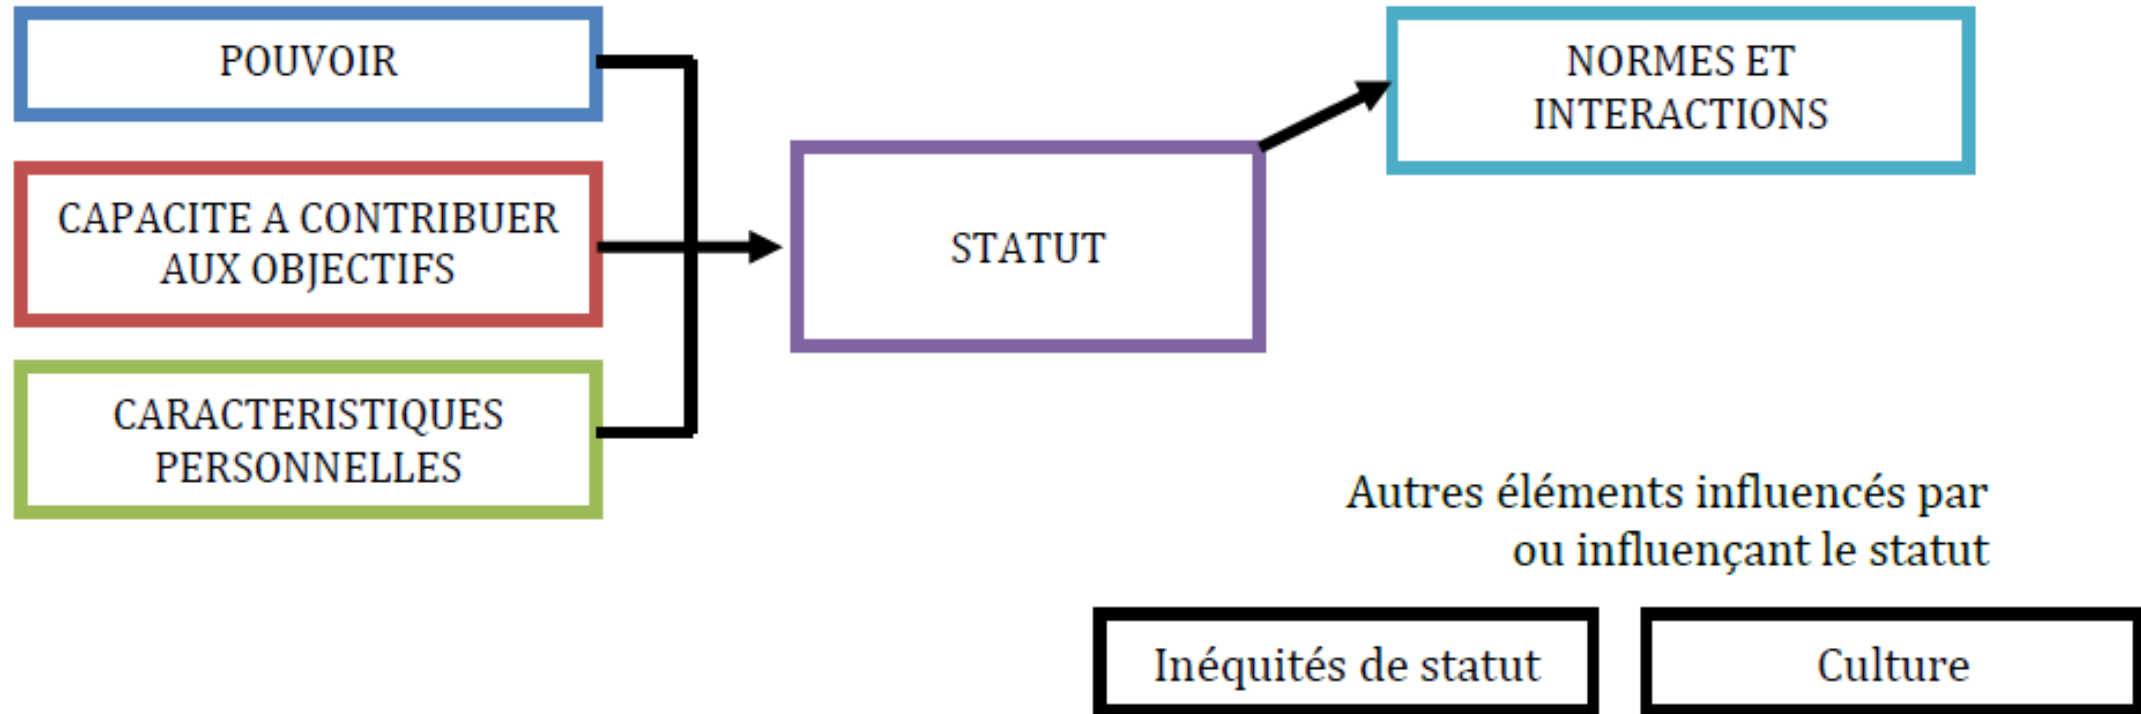 POUVOIR
CAPACITE A CONTRIBUER
AUX OBJECTIFS
CARACTERISTIQUES
PERSONNELLES
STATUT
NORMES ET
INTERACTIONS
Autres éléments influencés par
ou influençant le statut
Inéquités de statut
Culture